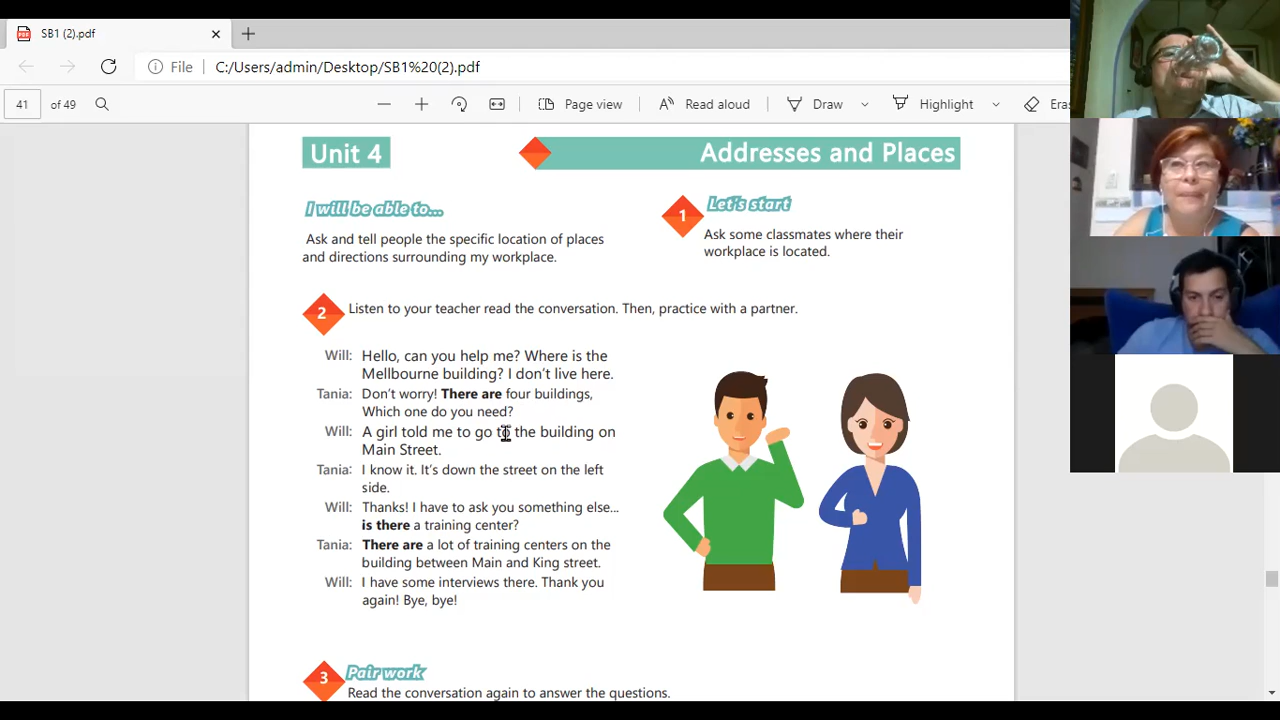 SB1 (2).pdf
File C:/Users/admin/Desktop/SB1%20(2).pdf
41 of 49 Page view Read aloud Draw Highlight Eras
Unit 4
Addresses and Places
I will be able to...
Ask and tell people the specific location of places
and directions surrounding my workplace.
1 Let's start
Ask some classmates where their
workplace is located.
2 Listen to your teacher read the conversation. Then, practice with a partner.
Will: Hello, can you help me? Where is the
Mellbourne building? I don't live here.
Tania: Don't worry! There are four buildings,
Which one do you need?
Will: A girl told me to go to the building on
Main Street.
Tania: I know it. It's down the street on the left
side.
Will: Thanks! I have to ask you something else...
is there a training center?
Tania: There are a lot of training centers on the
building between Main and King street.
Will: I have some interviews there. Thank you
again! Bye, bye!
3 Pair work
Read the conversation again to answer the questions.